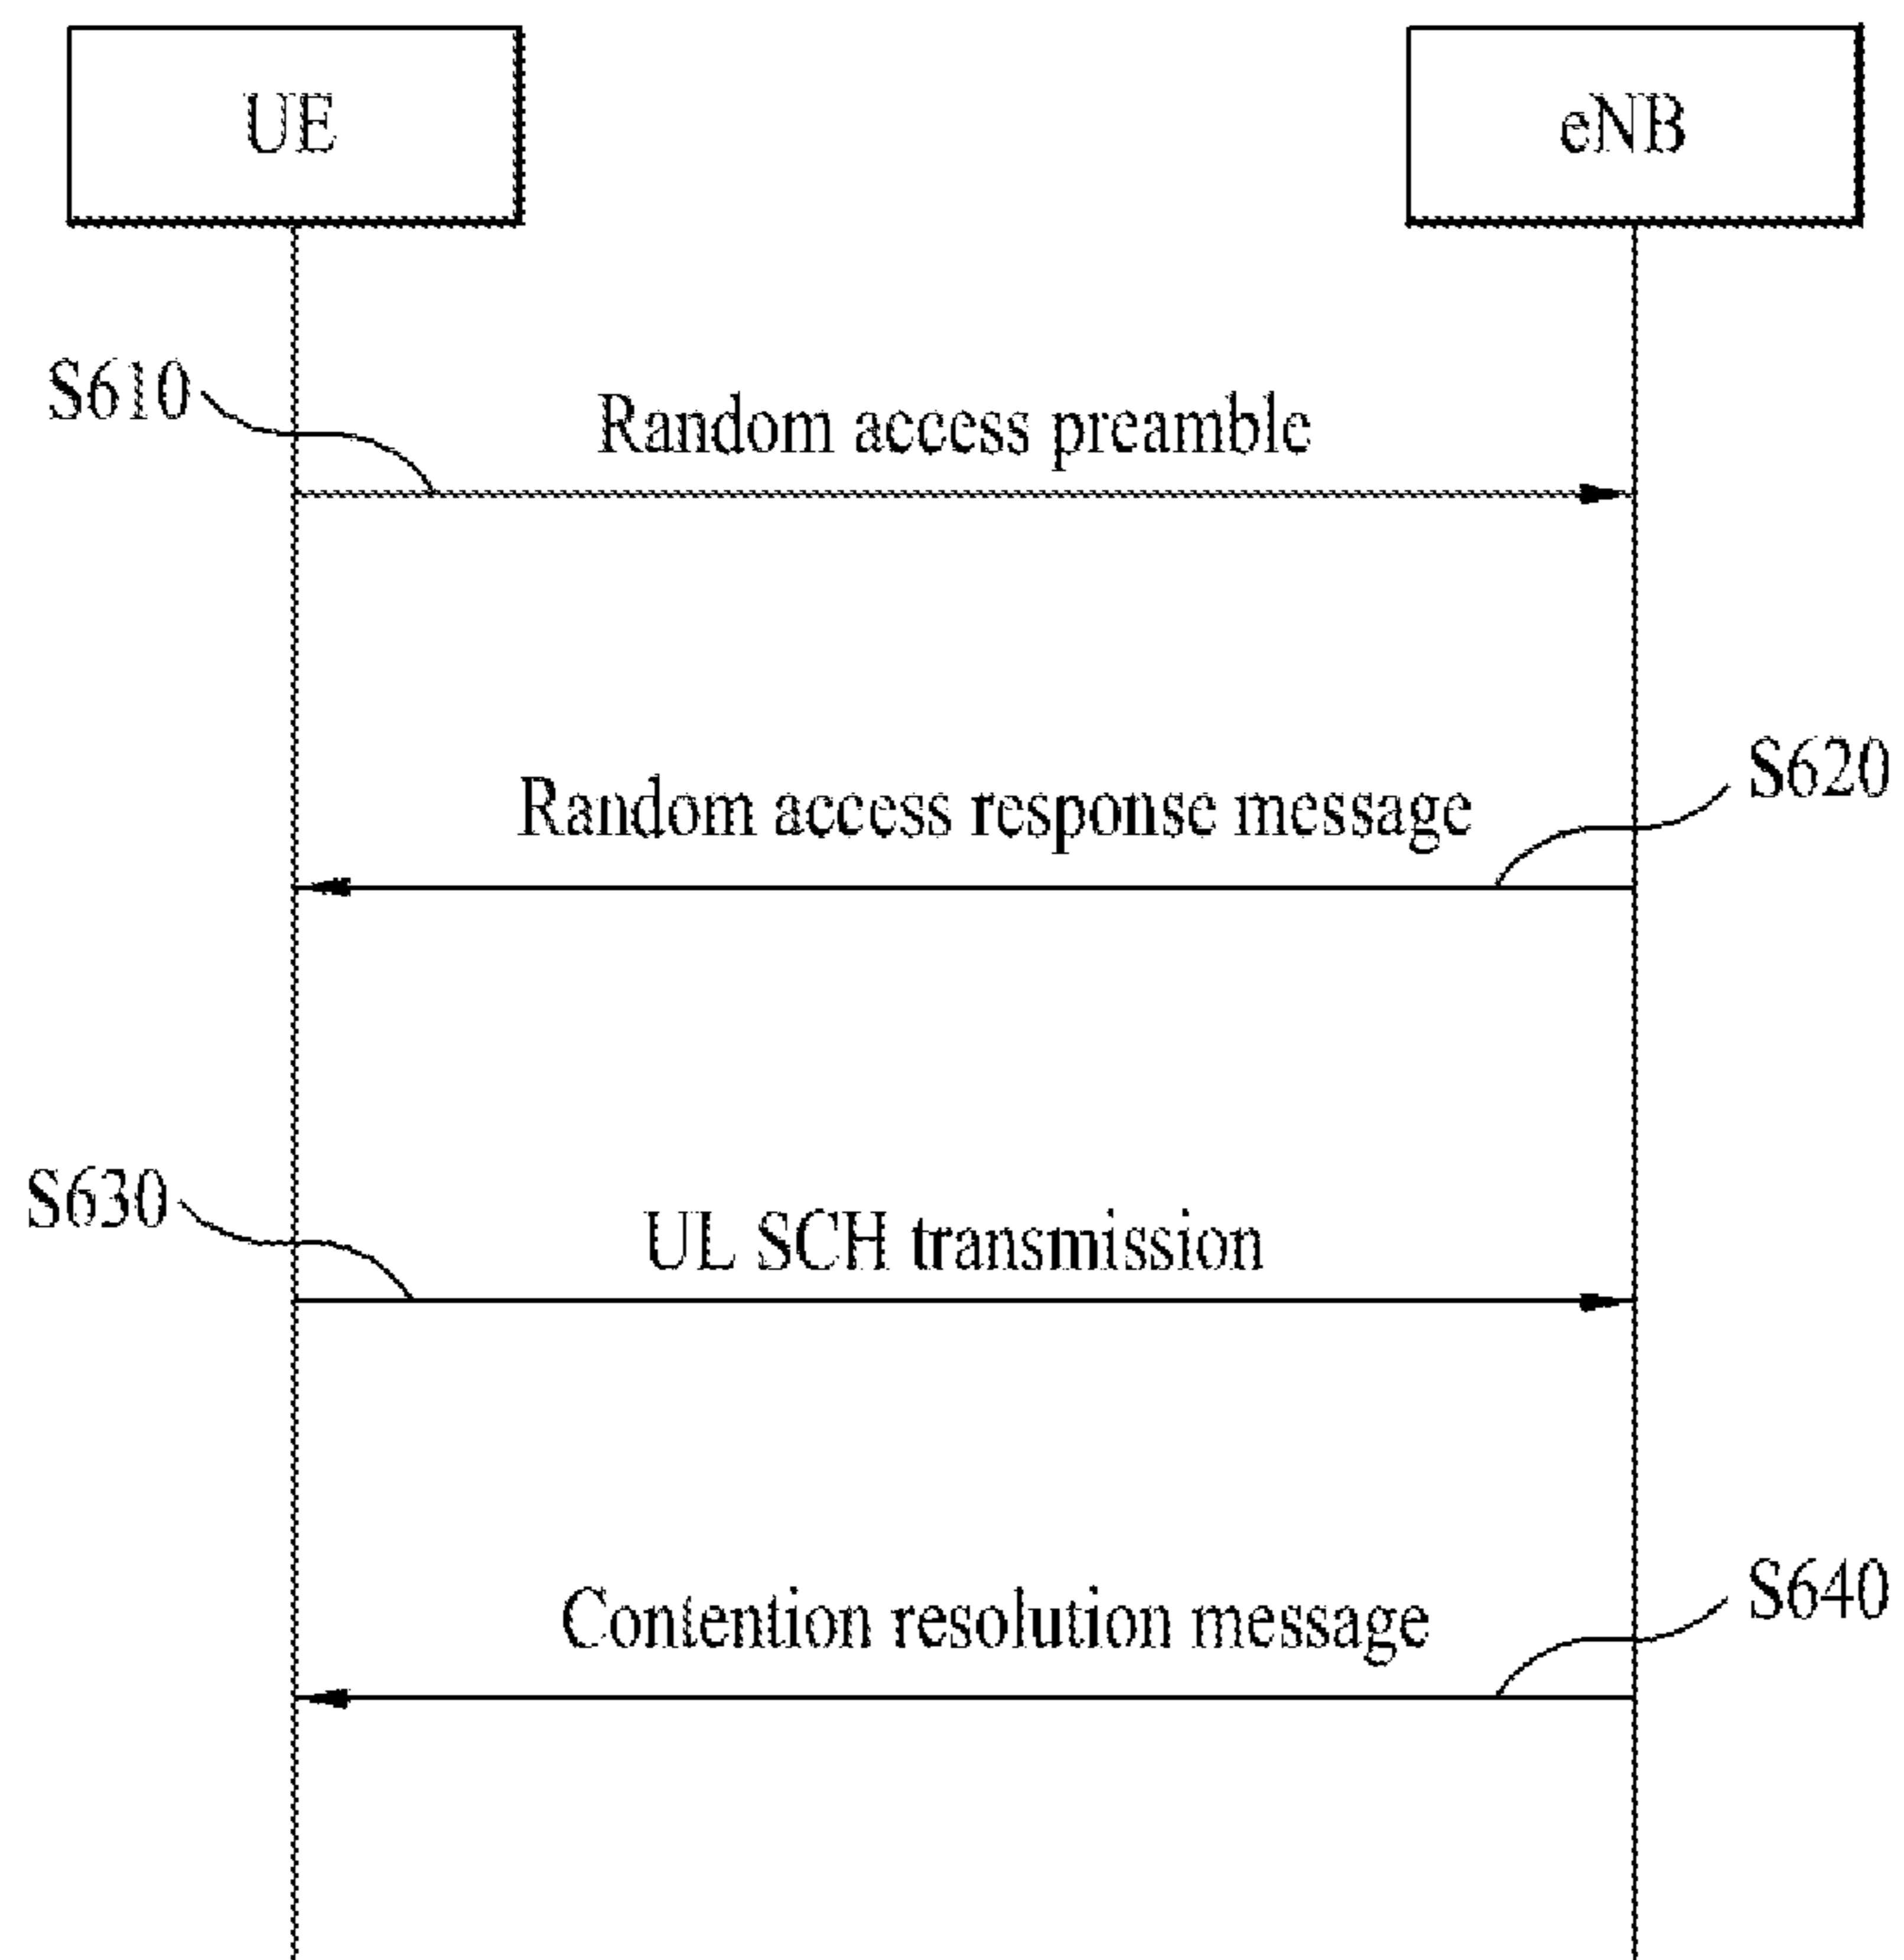 UE
eNB
S610
Random access preamble
S620
Random access response message
S630
UL SCH transmission
S640
Contention resolution message